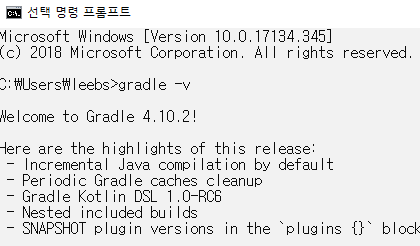 선택 명령 프롬프트
Microsoft Windows [Version 10.0.17134.345]
(c) 2018 Microsoft Corporation. All rights reserved.
C:₩Users₩leebs>gradle -v
Welcome to Gradle 4.10.2!
Here are the highlights of this release:
- Incremental Java compilation by default
- Periodic Gradle caches cleanup
- Gradle Kotlin DSL 1.0-RC6
- Nested included builds
- SNAPSHOT plugin versions in the `plugins {}` block